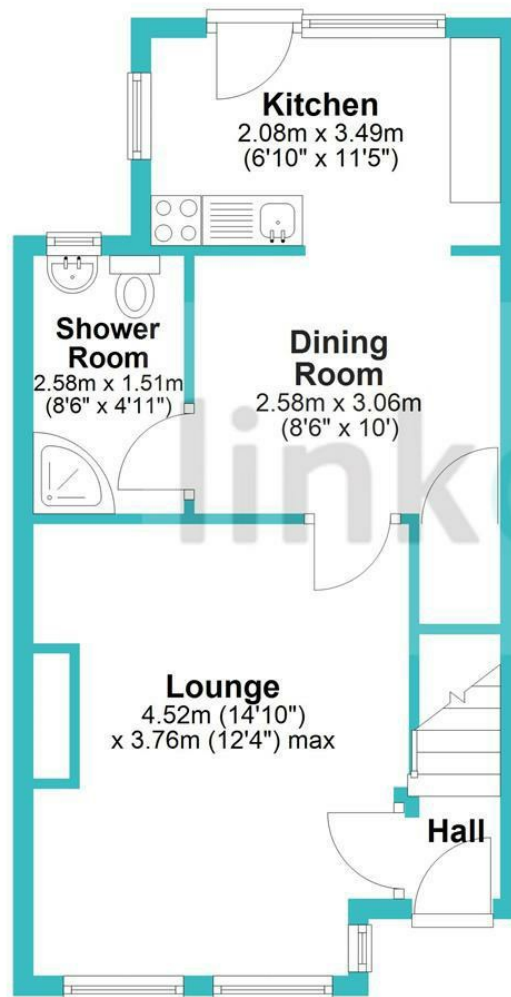 Kitchen
2.08m x 3.49m
(6'10" x 11'5")
Shower
Room
2.58m x 1.51m
(8'6" x 4'11")
Dining
Room
2.58m x 3.06m
(8'6" x 10')
Lounge
4.52m (14'10")
x 3.76m (12'4") max
Hall